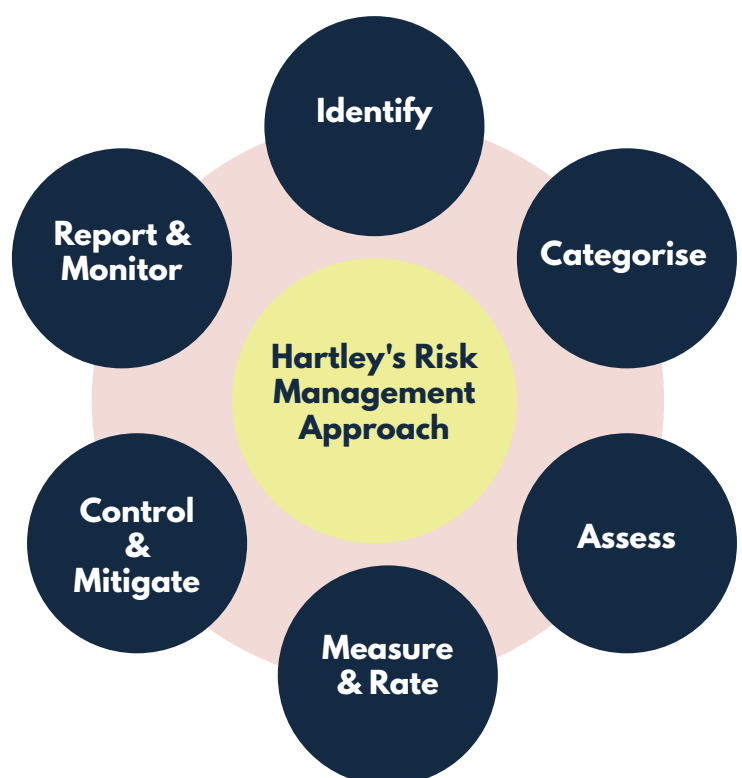 Identify
Categorise
Assess
Measure
& Rate
Control
&
Mitigate
Report &
Monitor
Hartley's Risk
Management
Approach